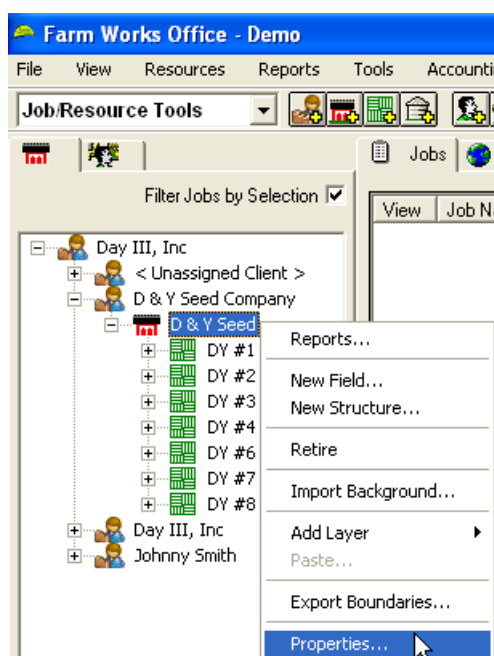 Farm Works Office - Demo
File View Resources Reports Tools
Job/Resource Tools
Jobs
Filter Jobs by Selection
View
Day III, Inc
< Unassigned Client >
D & Y Seed Company
D & Y Seed
DY #1
DY #2
DY #3
DY #4
DY #6
DY #7
DY #8
Day III, Inc
Johnny Smith
Reports...
New Field...
New Structure...
Retire
Import Background...
Add Layer
Paste...
Export Boundaries...
Properties...